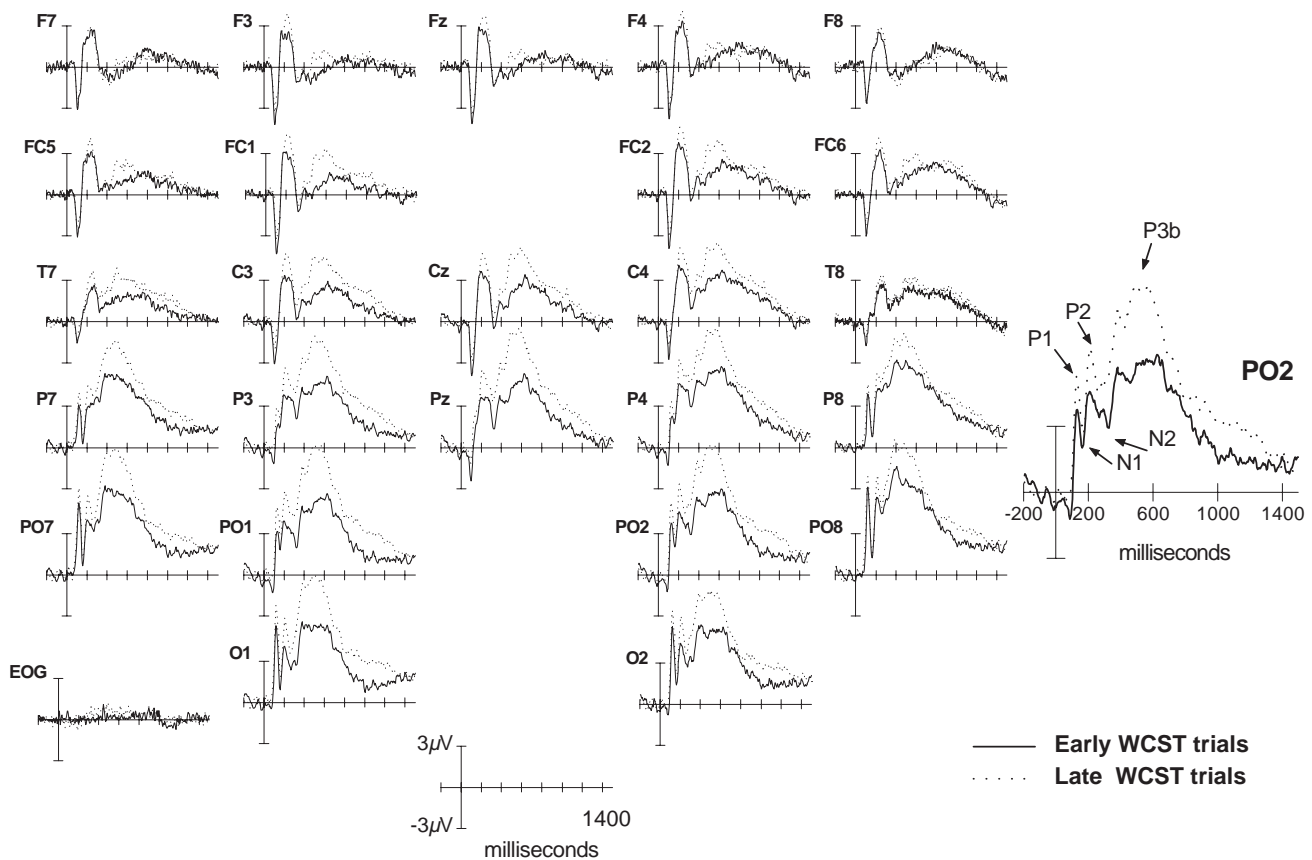 F7 F3 Fz F4 F8
FC5 FC1 FC2 FC6
P3b
T7 C3 Cz C4 T8
P2
P1
PO2
P7 P3 Pz P4 P8
N2
N1
-200 200 600 1000 1400
milliseconds
PO7 PO1 PO2 PO8
EOG O1 O2
3µV
-3µV
1400
milliseconds
Early WCST trials
Late WCST trials